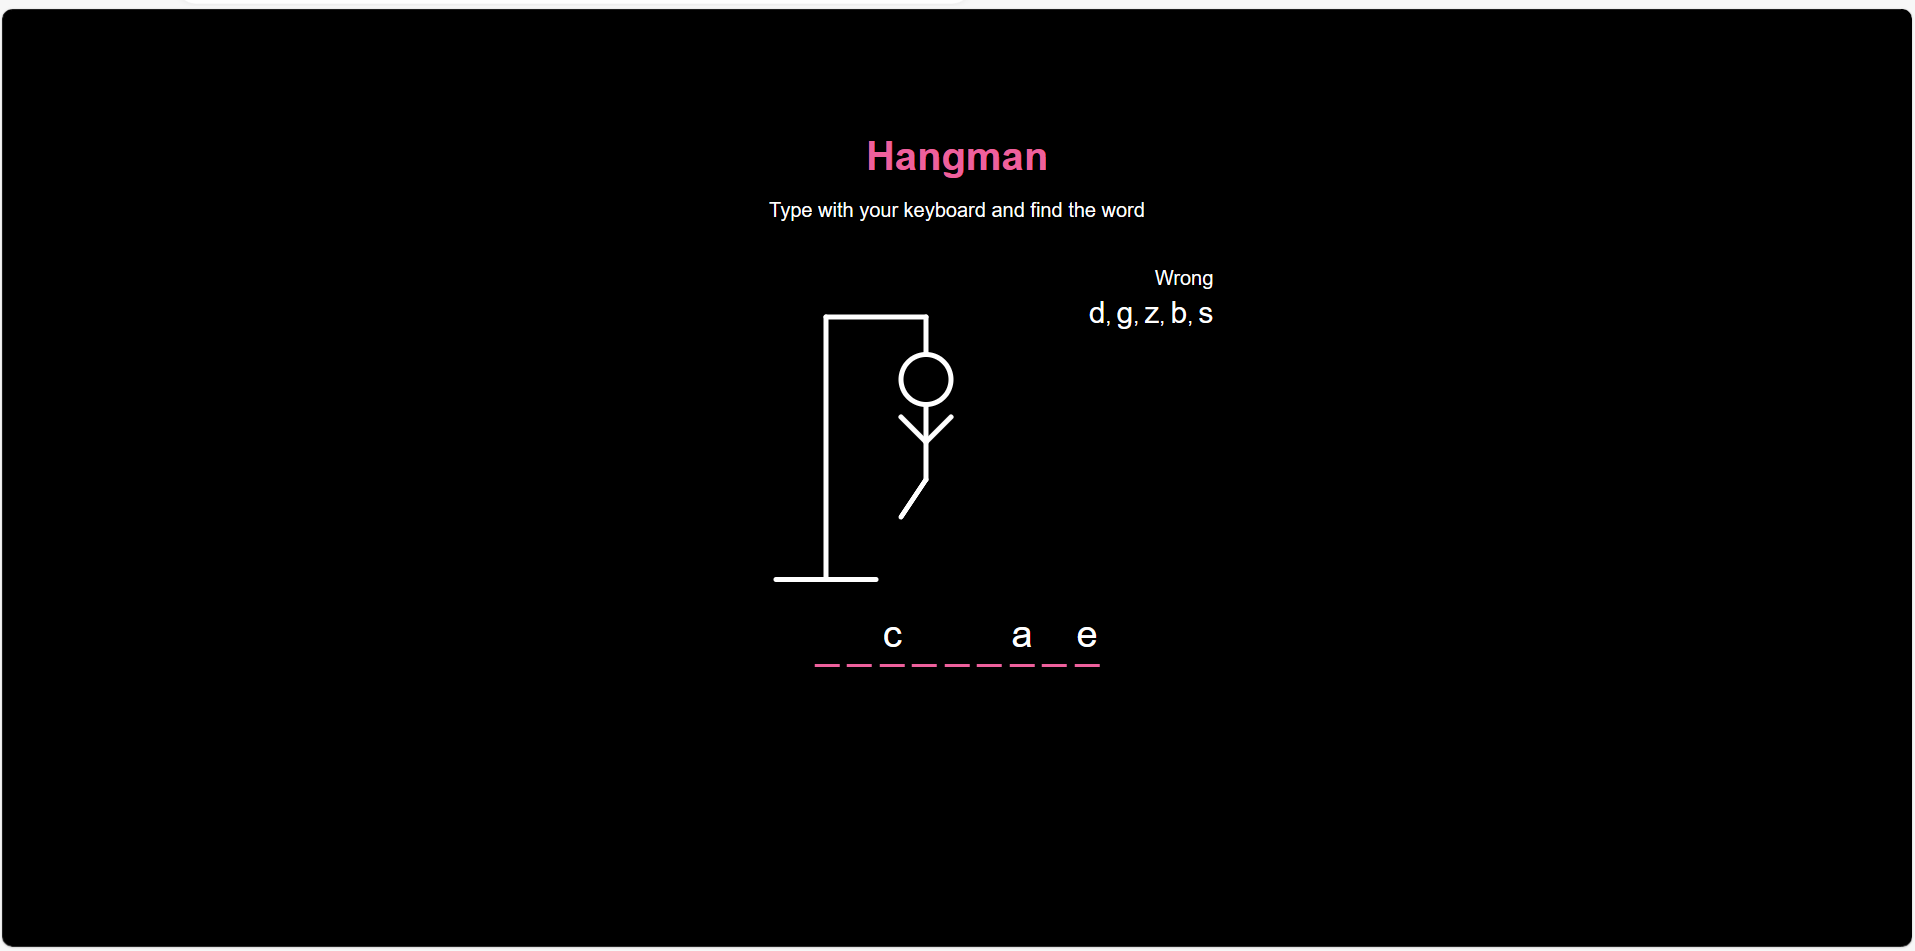 Hangman
Type with your keyboard and find the word
Wrong
d, g, z, b, s
c a e